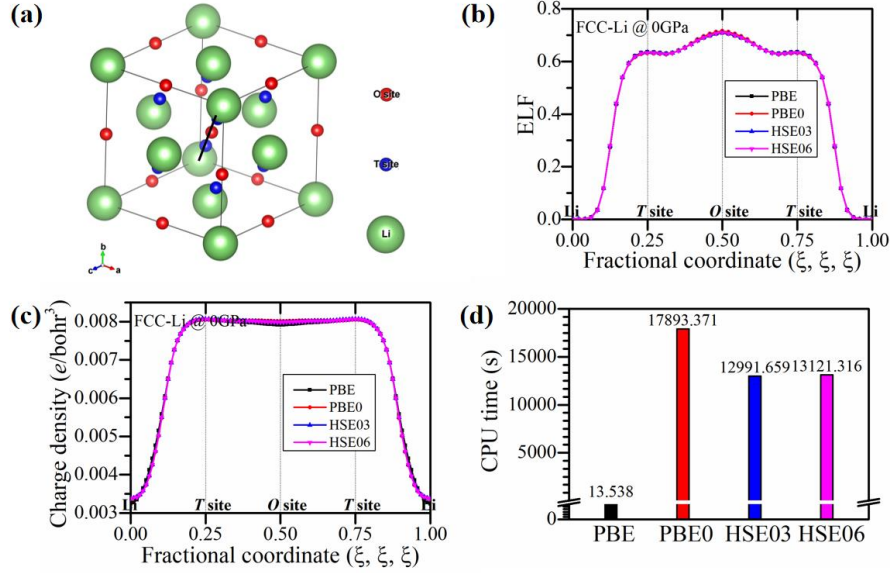 (a)
O site
T site
Li
b
c
a
(b)
FCC-Li @ 0GPa
ELF
0.8
0.6
0.4
0.2
0.0
PBE
PBE0
HSE03
HSE06
Li
T site
O site
T site
Li
0.00 0.25 0.50 0.75 1.00
Fractional coordinate (ξ, ξ, ξ)
(c)
FCC-Li @ 0GPa
Charge density (e/bohr³)
0.008
0.007
0.006
0.005
0.004
0.003
PBE
PBE0
HSE03
HSE06
Li
T site
O site
T site
Li
0.00 0.25 0.50 0.75 1.00
Fractional coordinate (ξ, ξ, ξ)
(d)
CPU time (s)
20000
15000
10000
5000
0
13.538
17893.371
12991.659
13121.316
PBE PBE0 HSE03 HSE06